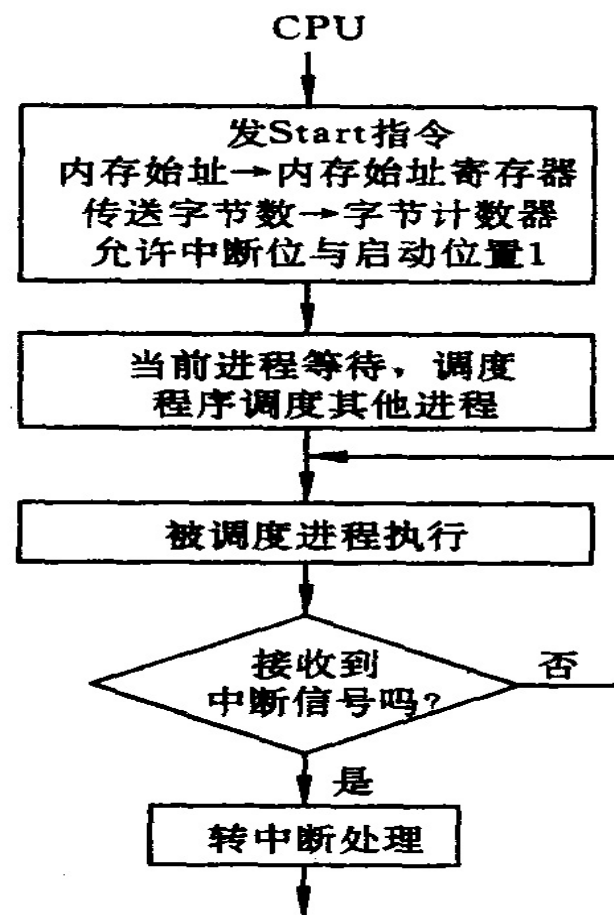 CPU
发Start指令
内存始址→内存始址寄存器
传送字节数→字节计数器
允许中断位与启动位置1
当前进程等待,调度
程序调度其他进程
被调度进程执行
接收到
中断信号吗?
否
是
转中断处理